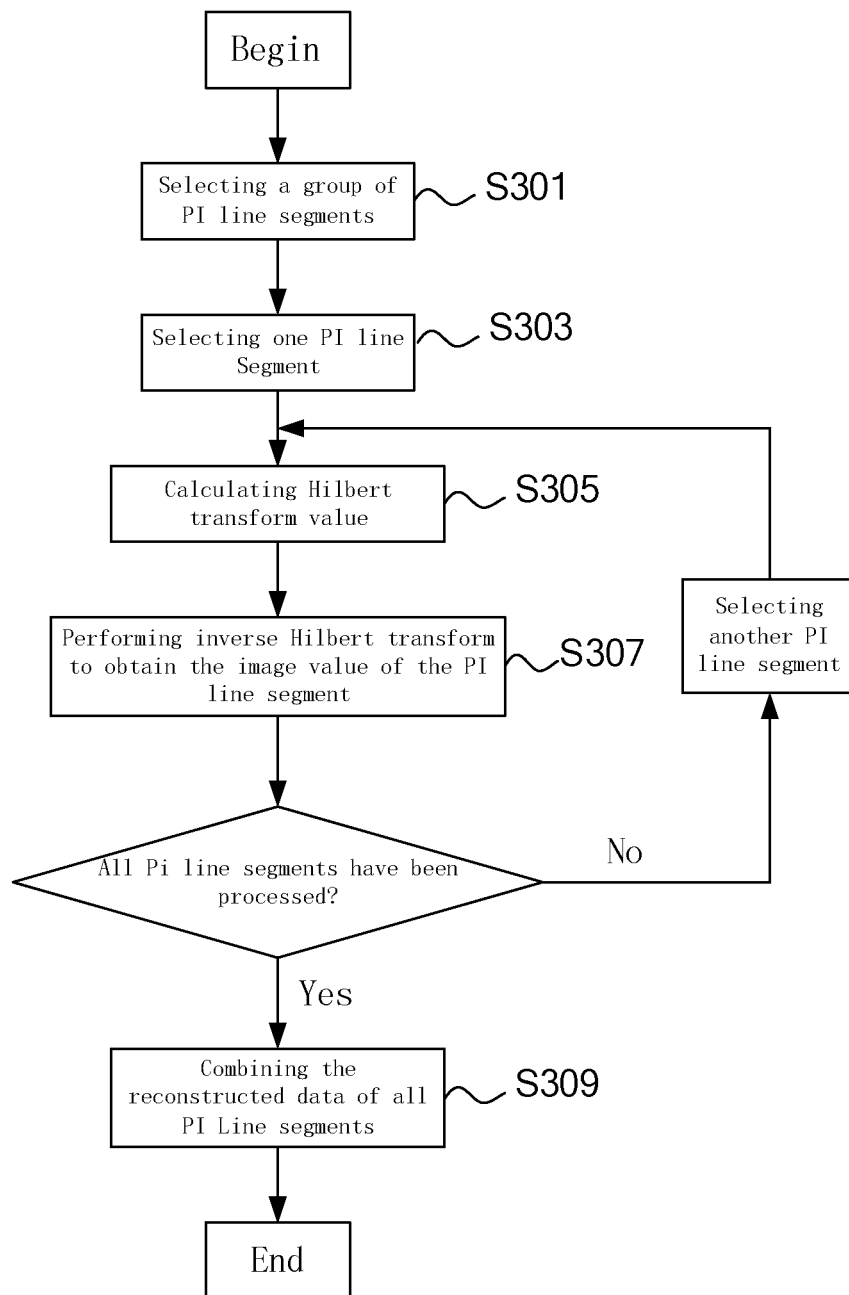 Begin
Selecting a group of
PI line segments
S301
Selecting one PI line
Segment
S303
Calculating Hilbert
transform value
S305
Performing inverse Hilbert transform
to obtain the image value of the PI
line segment
S307
Selecting
another PI
line segment
All Pi line segments have been
processed?
No
Yes
Combining the
reconstructed data of all
PI Line segments
S309
End